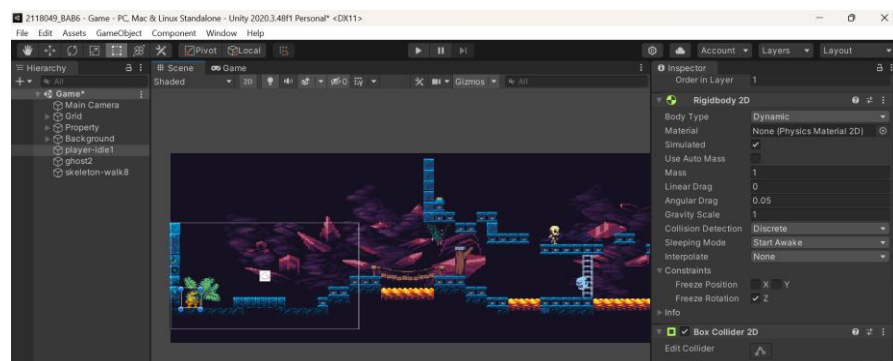 2118049_BAB6 - Game - PC, Mac & Linux Standalone - Unity 2020.3.48f1 Personal* <DX11>
File Edit Assets GameObject Component Window Help
Pivot Local Account Layers Layout
Hierarchy Scene Game Inspector
All Shaded 2D 0 Gizmos All Order in Layer 1
Game*
Main Camera
Grid
Property
Background
player-idle1
ghost2
skeleton-walk8
Rigidbody 2D
Body Type Dynamic
Material None (Physics Material 2D)
Simulated
Use Auto Mass
Mass 1
Linear Drag 0
Angular Drag 0.05
Gravity Scale 1
Collision Detection Discrete
Sleeping Mode Start Awake
Interpolate None
Constraints
Freeze Position X Y
Freeze Rotation Z
Info
Box Collider 2D
Edit Collider